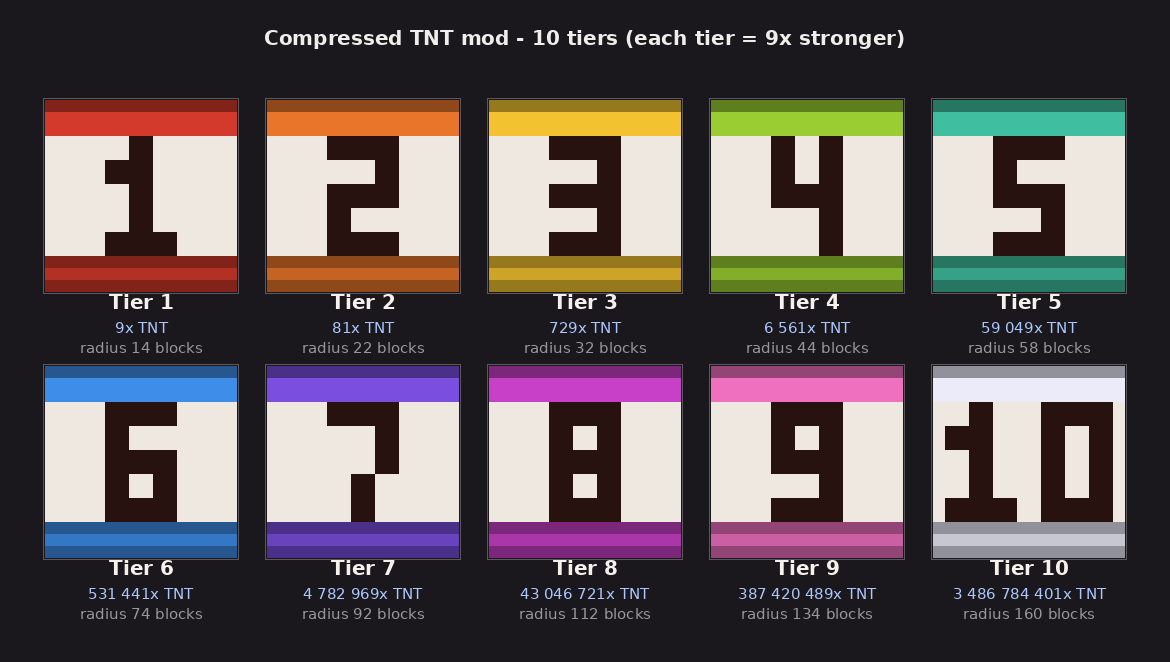 Compressed TNT mod - 10 tiers (each tier = 9x stronger)
1 2 3 4 5
Tier 1 Tier 2 Tier 3 Tier 4 Tier 5
9x TNT 81x TNT 729x TNT 6 561x TNT 59 049x TNT
radius 14 blocks radius 22 blocks radius 32 blocks radius 44 blocks radius 58 blocks
6 7 8 9 10
Tier 6 Tier 7 Tier 8 Tier 9 Tier 10
531 441x TNT 4 782 969x TNT 43 046 721x TNT 387 420 489x TNT 3 486 784 401x TNT
radius 74 blocks radius 92 blocks radius 112 blocks radius 134 blocks radius 160 blocks